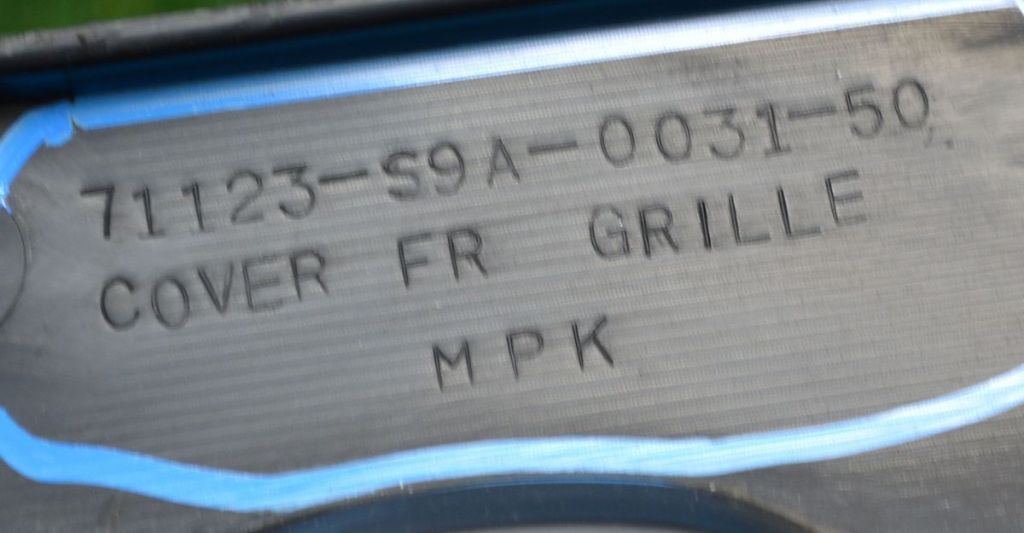 71123-S9A-0031-50
COVER FR GRILLE
MPK